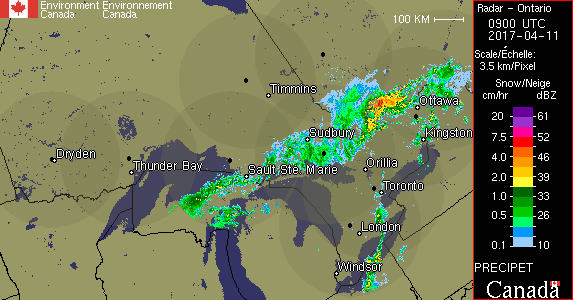 Environment Environnement
Canada Canada
100 KM
Timmins
Ottawa
Sudbury
Kingston
Dryden
Thunder Bay
Sault Ste. Marie
Orillia
Toronto
London
Windsor
Radar - Ontario
0900 UTC
2017-04-11
Scale/Échelle:
3.5 km/Pixel
Snow/Neige
cm/hr dBZ
20 61
7.5 52
4.0 46
2.0 39
1.0 33
0.5 26
0.1 10
PRECIPET
Canada